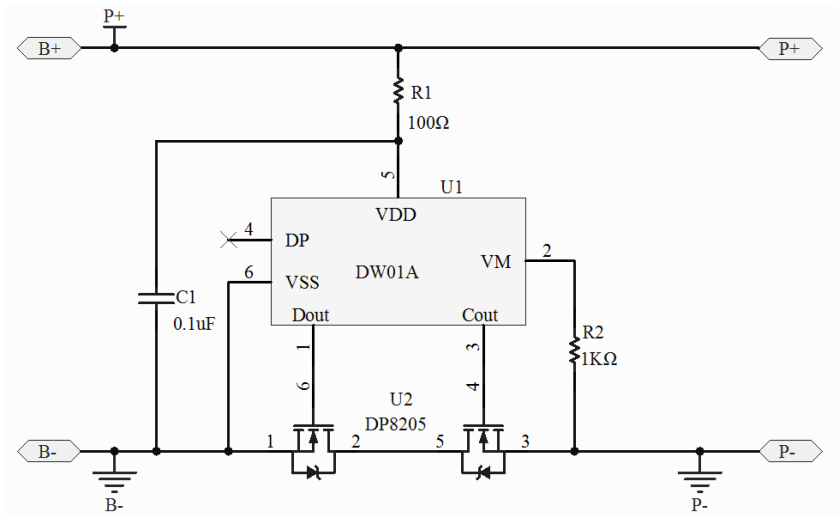 P+
B+
P+
R1
100Ω
5
U1
VDD
4
DP
2
VM
DW01A
6
VSS
C1
0.1uF
Dout
Cout
1
3
R2
1KΩ
6
4
U2
DP8205
B-
1
2
5
3
P-
B-
P-